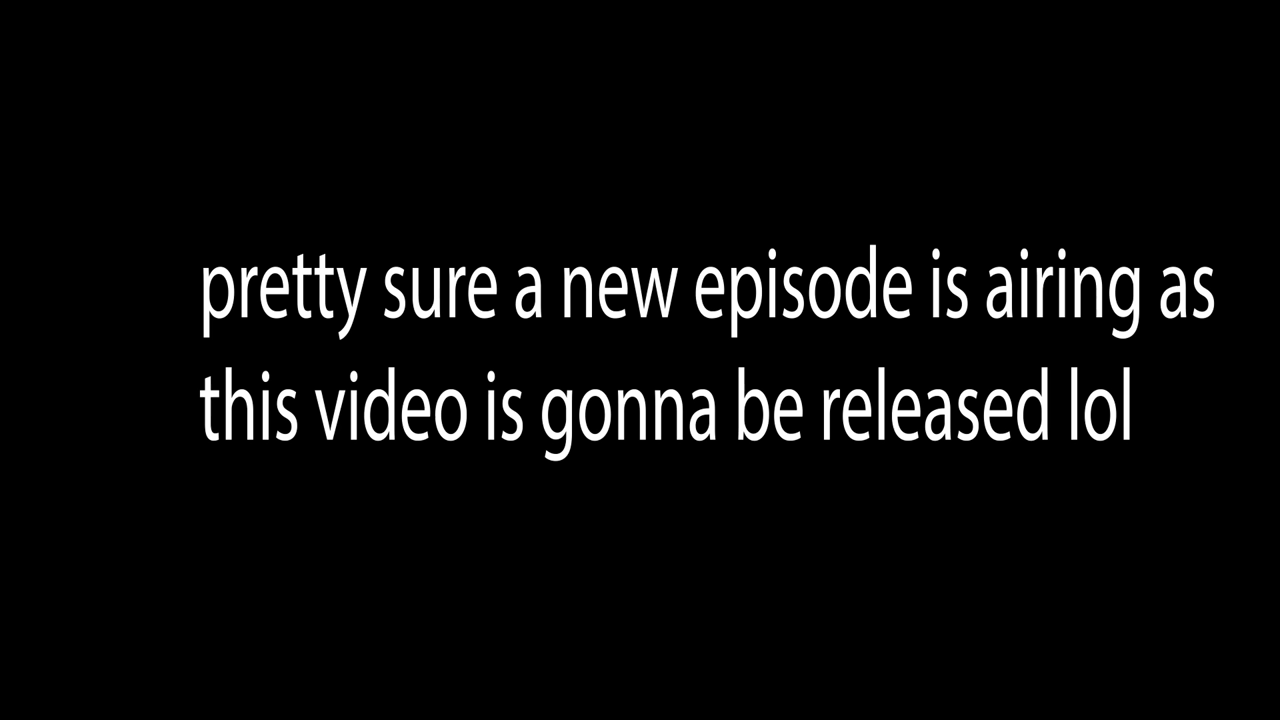 pretty sure a new episode is airing as
this video is gonna be released lol